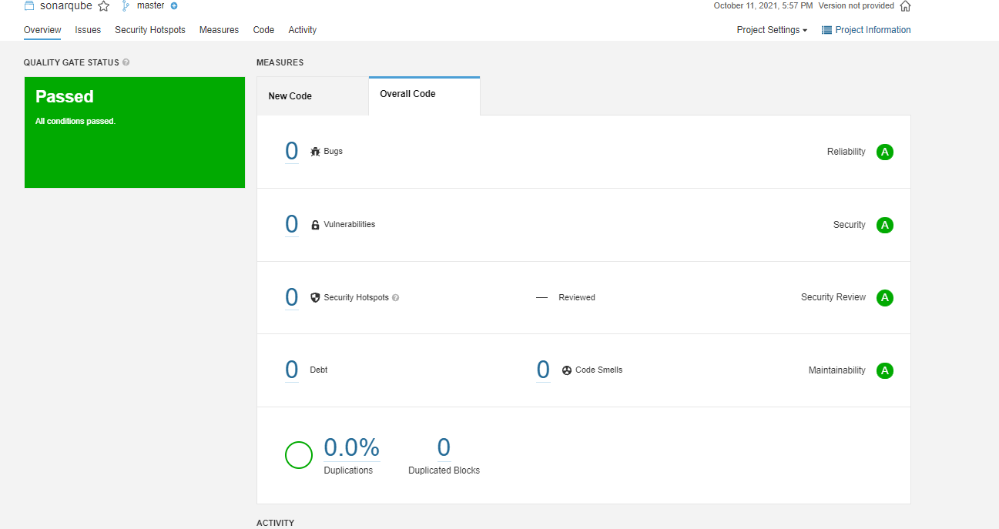 sonarqube master October 11, 2021, 5:57 PM Version not provided
Overview Issues Security Hotspots Measures Code Activity Project Settings Project Information
QUALITY GATE STATUS ?
Passed
All conditions passed.
MEASURES
New Code
Overall Code
0 Bugs Reliability A
0 Vulnerabilities Security A
0 Security Hotspots ? — Reviewed Security Review A
0 Debt 0 Code Smells Maintainability A
0.0% 0
Duplications Duplicated Blocks
ACTIVITY